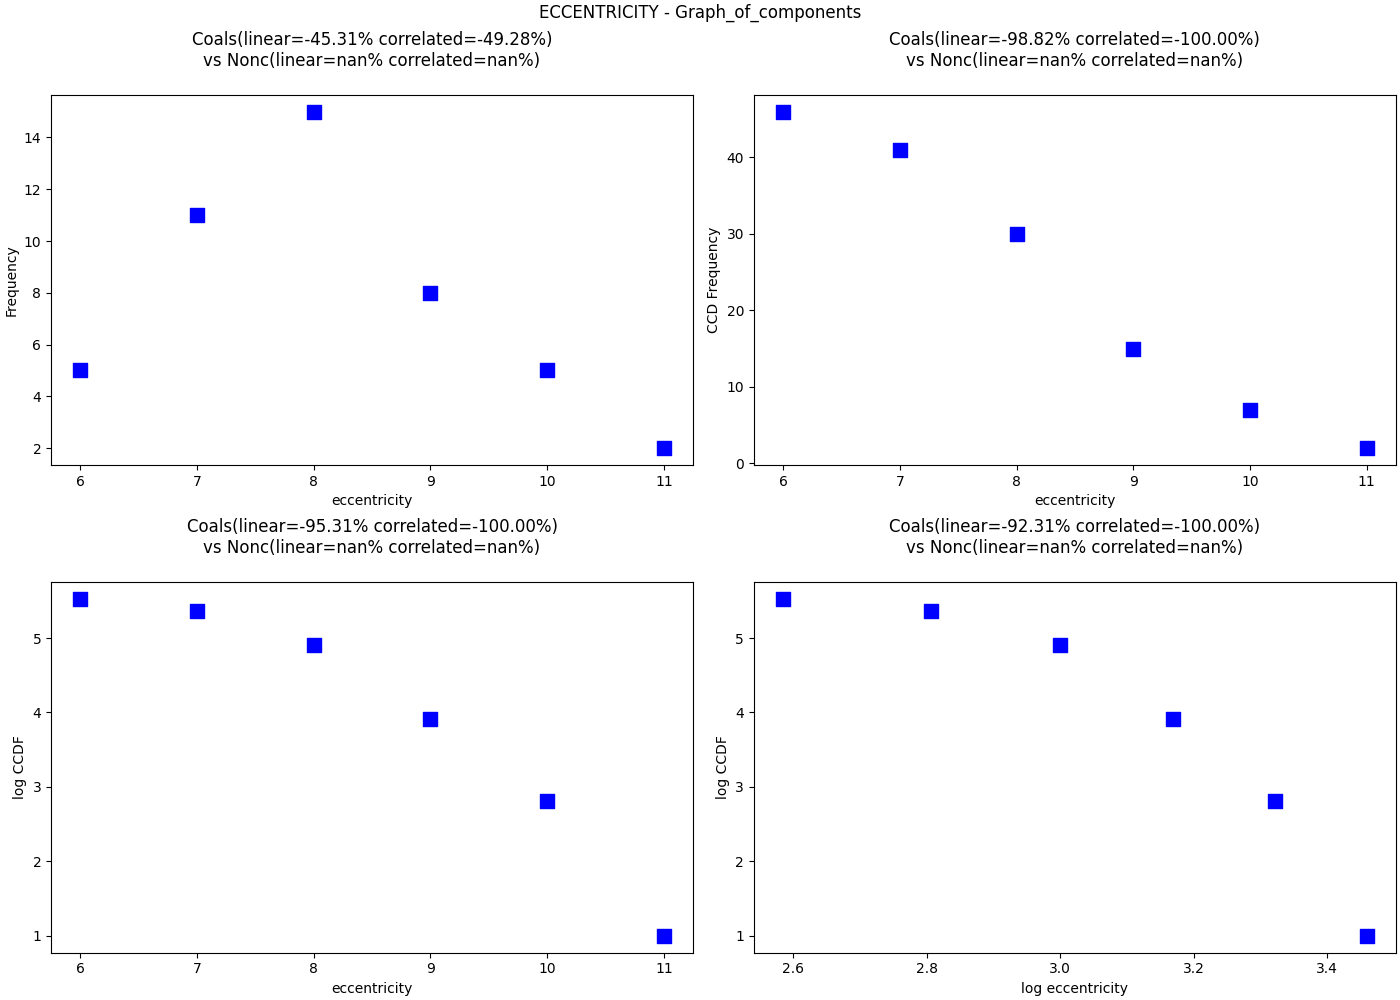 ECCENTRICITY - Graph_of_components
Coals(linear=-45.31% correlated=-49.28%)
vs Nonc(linear=nan% correlated=nan%)
14
12
10
8
6
4
2
Frequency
6 7 8 9 10 11
eccentricity
Coals(linear=-98.82% correlated=-100.00%)
vs Nonc(linear=nan% correlated=nan%)
40
30
20
10
0
CCD Frequency
6 7 8 9 10 11
eccentricity
Coals(linear=-95.31% correlated=-100.00%)
vs Nonc(linear=nan% correlated=nan%)
5
4
3
2
1
log CCDF
6 7 8 9 10 11
eccentricity
Coals(linear=-92.31% correlated=-100.00%)
vs Nonc(linear=nan% correlated=nan%)
5
4
3
2
1
log CCDF
2.6 2.8 3.0 3.2 3.4
log eccentricity